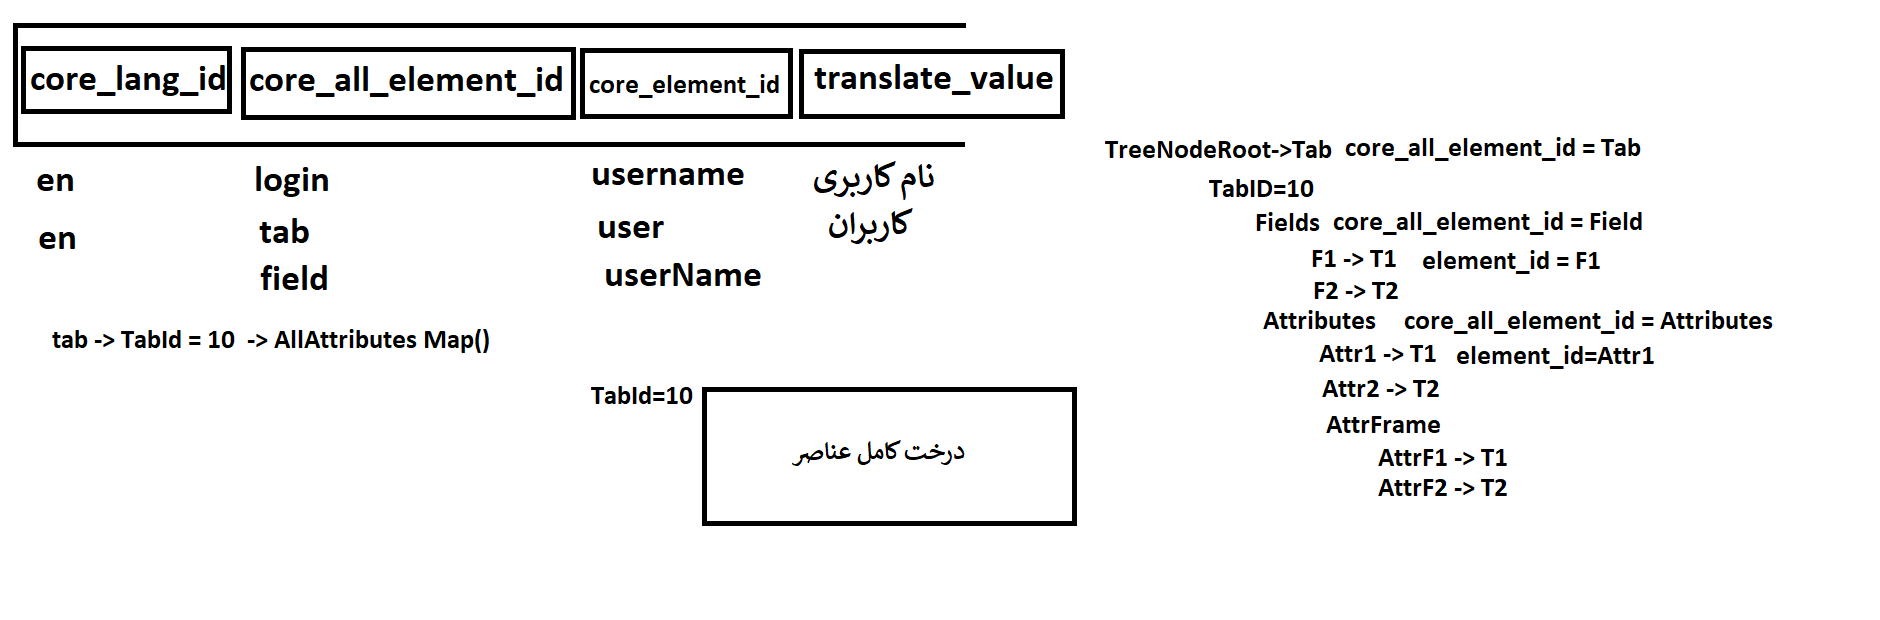 core_lang_id core_all_element_id core_element_id translate_value
en login username نام کاربری
en tab user کاربران
field userName
tab -> TabId = 10 -> AllAttributes Map()
TabId=10
درخت کامل عناصر
TreeNodeRoot->Tab core_all_element_id = Tab
TabID=10
Fields core_all_element_id = Field
F1 -> T1 element_id = F1
F2 -> T2
Attributes core_all_element_id = Attributes
Attr1 -> T1 element_id=Attr1
Attr2 -> T2
AttrFrame
AttrF1 -> T1
AttrF2 -> T2